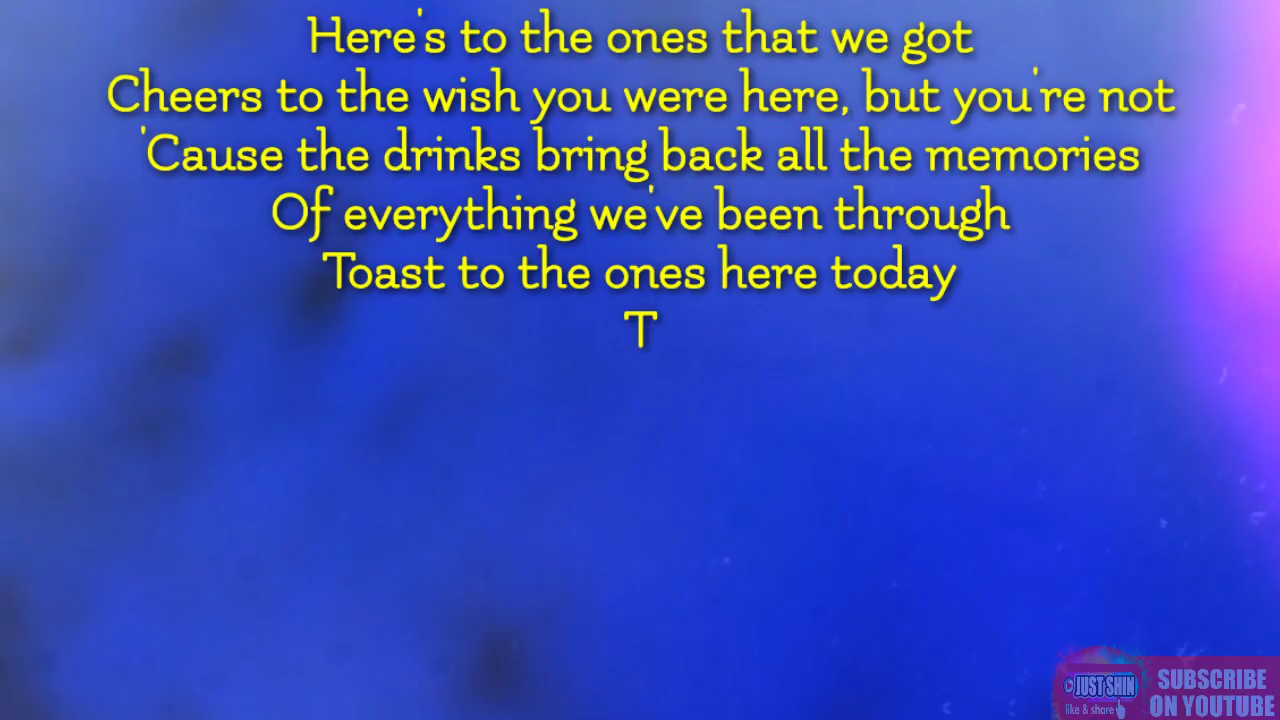 Here's to the ones that we got
Cheers to the wish you were here, but you're not
'Cause the drinks bring back all the memories
Of everything we've been through
Toast to the ones here today
T
JUST SHIN
like & share
SUBSCRIBE
ON YOUTUBE